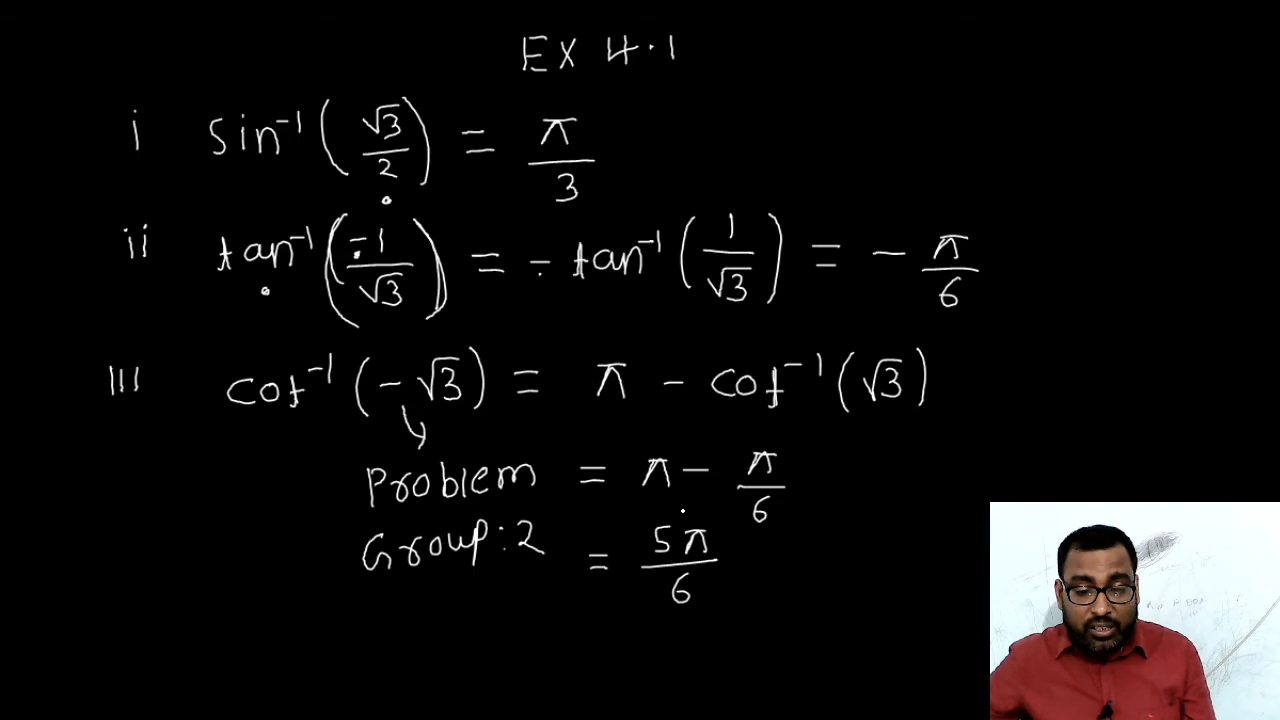 EX 4.1
i sin⁻¹(√3/2) = π/3
ii tan⁻¹(-1/√3) = - tan⁻¹(1/√3) = - π/6
III cot⁻¹(-√3) = π - cot⁻¹(√3)
Problem = π - π/6
Group:2 = 5π/6